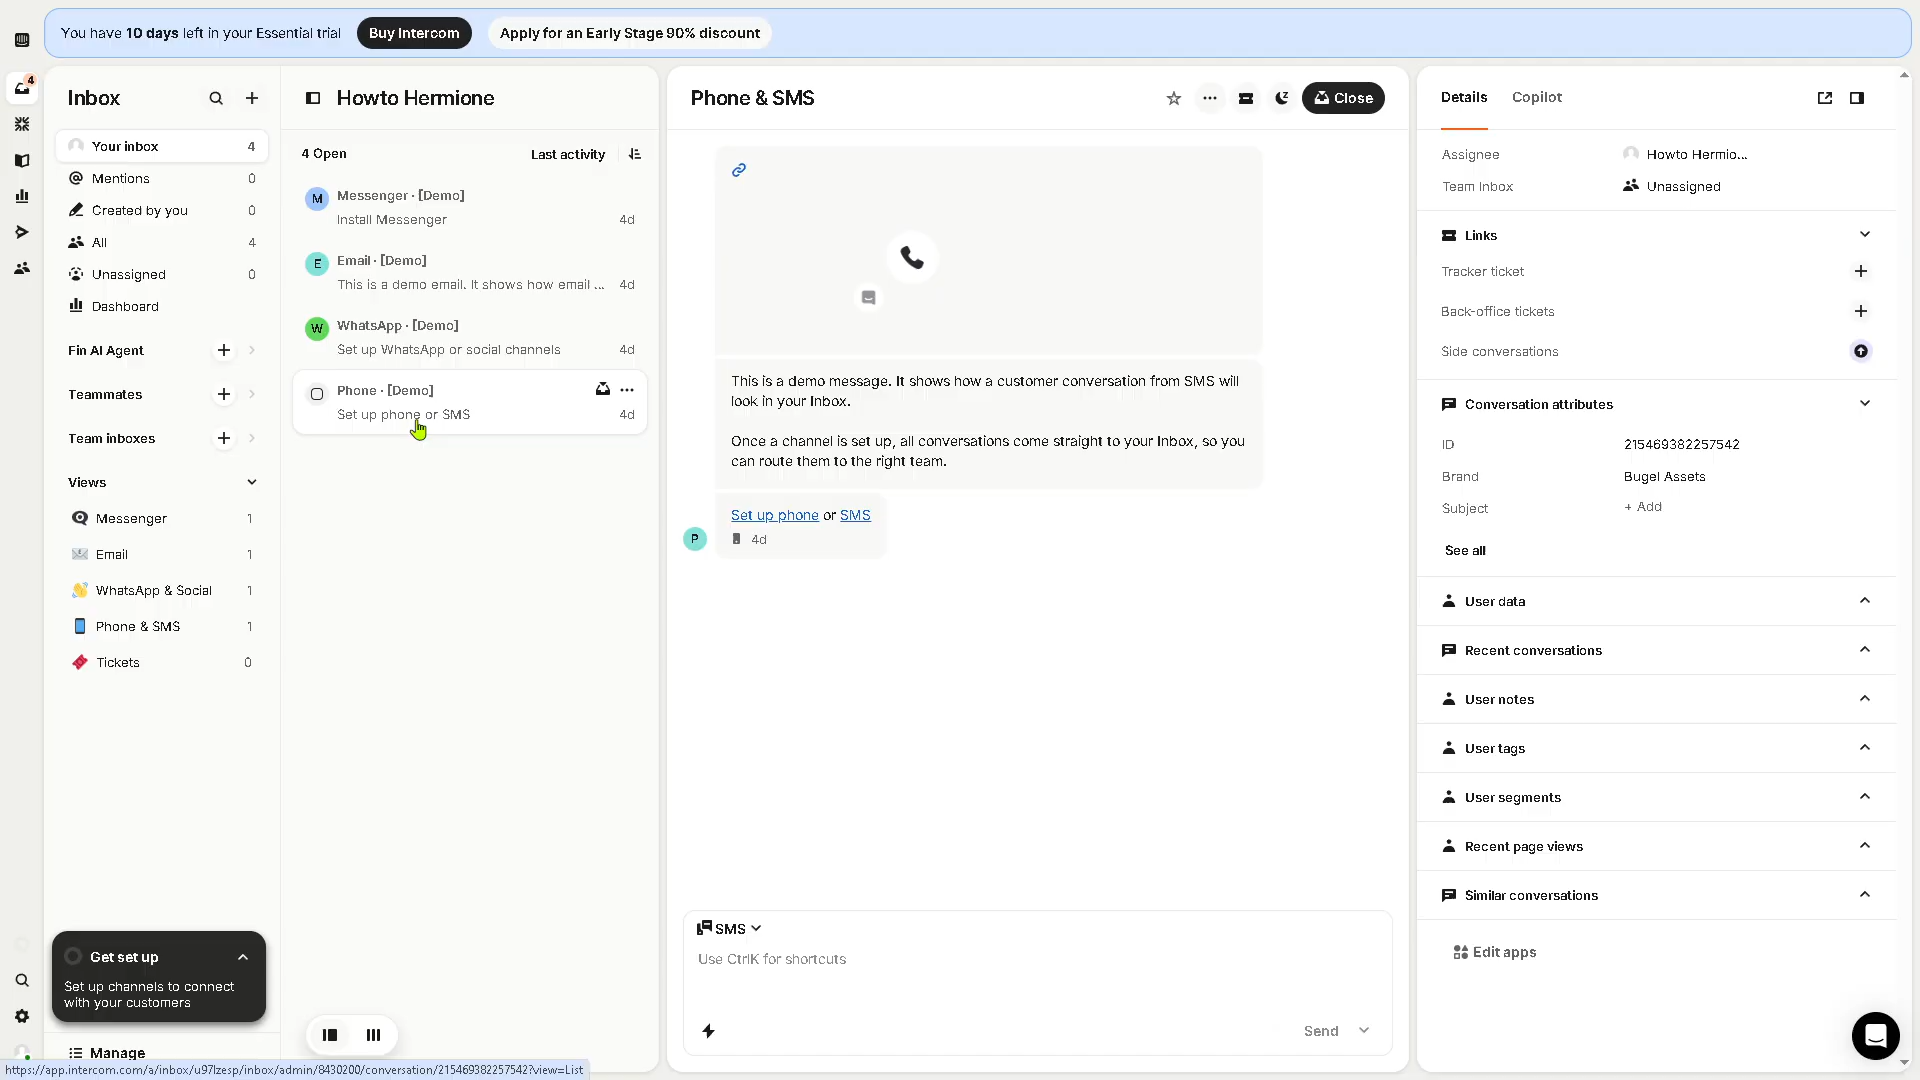 You have 10 days left in your Essential trial
Buy Intercom
Apply for an Early Stage 90% discount
4
Inbox
Your inbox 4
Mentions 0
Created by you 0
All 4
Unassigned 0
Dashboard
Fin AI Agent
Teammates
Team inboxes
Views
Messenger 1
Email 1
WhatsApp & Social 1
Phone & SMS 1
Tickets 0
Get set up
Set up channels to connect
with your customers
Manage
Howto Hermione
4 Open
Last activity
M
Messenger · [Demo]
Install Messenger 4d
E
Email · [Demo]
This is a demo email. It shows how email ... 4d
W
WhatsApp · [Demo]
Set up WhatsApp or social channels 4d
Phone · [Demo]
Set up phone or SMS 4d
Phone & SMS
Close
This is a demo message. It shows how a customer conversation from SMS will
look in your Inbox.
Once a channel is set up, all conversations come straight to your Inbox, so you
can route them to the right team.
Set up phone or SMS
P
4d
SMS
Use CtrlK for shortcuts
Send
Details
Copilot
Assignee Howto Hermio...
Team Inbox Unassigned
Links
Tracker ticket
Back-office tickets
Side conversations
Conversation attributes
ID 215469382257542
Brand Bugel Assets
Subject + Add
See all
User data
Recent conversations
User notes
User tags
User segments
Recent page views
Similar conversations
Edit apps
https://app.intercom.com/a/inbox/u97lzesp/inbox/admin/8430200/conversation/215469382257542?view=List